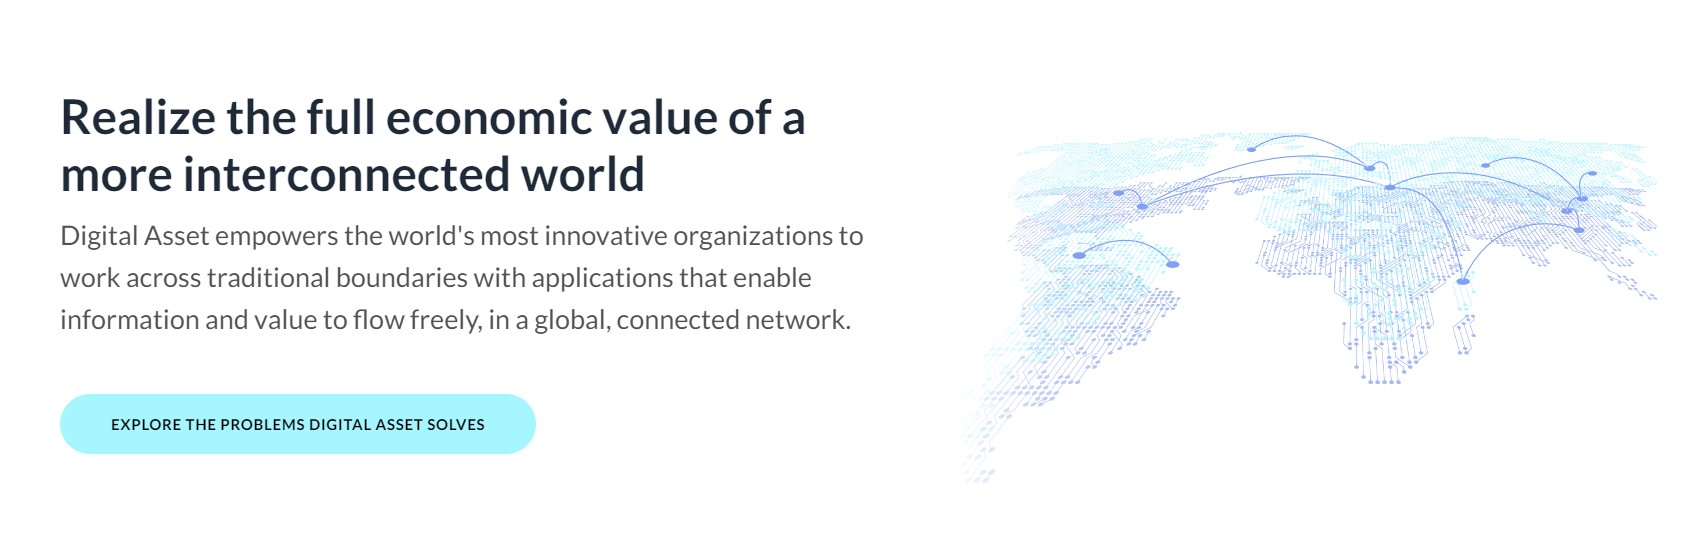 Realize the full economic value of a
more interconnected world
Digital Asset empowers the world's most innovative organizations to
work across traditional boundaries with applications that enable
information and value to flow freely, in a global, connected network.
EXPLORE THE PROBLEMS DIGITAL ASSET SOLVES